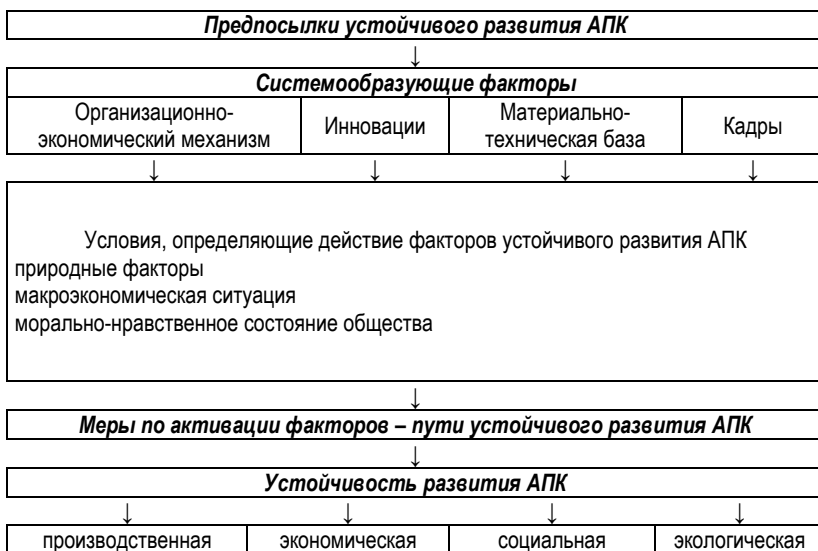 Предпосылки устойчивого развития АПК
↓
Системообразующие факторы
Организационно-
экономический механизм
Инновации
Материально-
техническая база
Кадры
↓ ↓ ↓ ↓
Условия, определяющие действие факторов устойчивого развития АПК
природные факторы
макроэкономическая ситуация
морально-нравственное состояние общества
↓
Меры по активации факторов – пути устойчивого развития АПК
↓
Устойчивость развития АПК
↓ ↓ ↓ ↓
производственная экономическая социальная экологическая